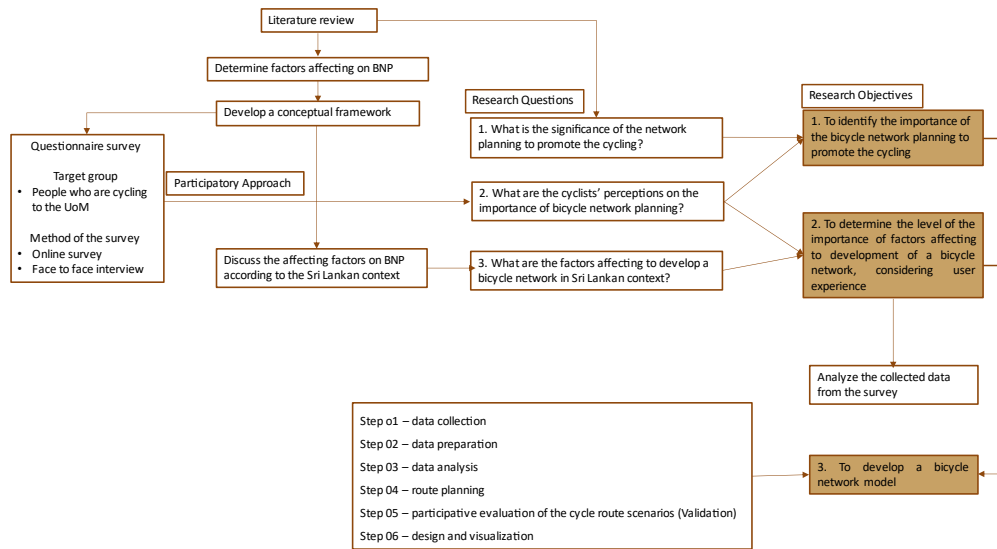 Literature review
Determine factors affecting on BNP
Develop a conceptual framework
Questionnaire survey
Target group
• People who are cycling
to the UoM
Method of the survey
• Online survey
• Face to face interview
Participatory Approach
Discuss the affecting factors on BNP
according to the Sri Lankan context
Research Questions
1. What is the significance of the network
planning to promote the cycling?
2. What are the cyclists’ perceptions on the
importance of bicycle network planning?
3. What are the factors affecting to develop a
bicycle network in Sri Lankan context?
Research Objectives
1. To identify the importance of
the bicycle network planning to
promote the cycling
2. To determine the level of the
importance of factors affecting
to development of a bicycle
network, considering user
experience
Analyze the collected data
from the survey
Step o1 – data collection
Step 02 – data preparation
Step 03 – data analysis
Step 04 – route planning
Step 05 – participative evaluation of the cycle route scenarios (Validation)
Step 06 – design and visualization
3. To develop a bicycle
network model